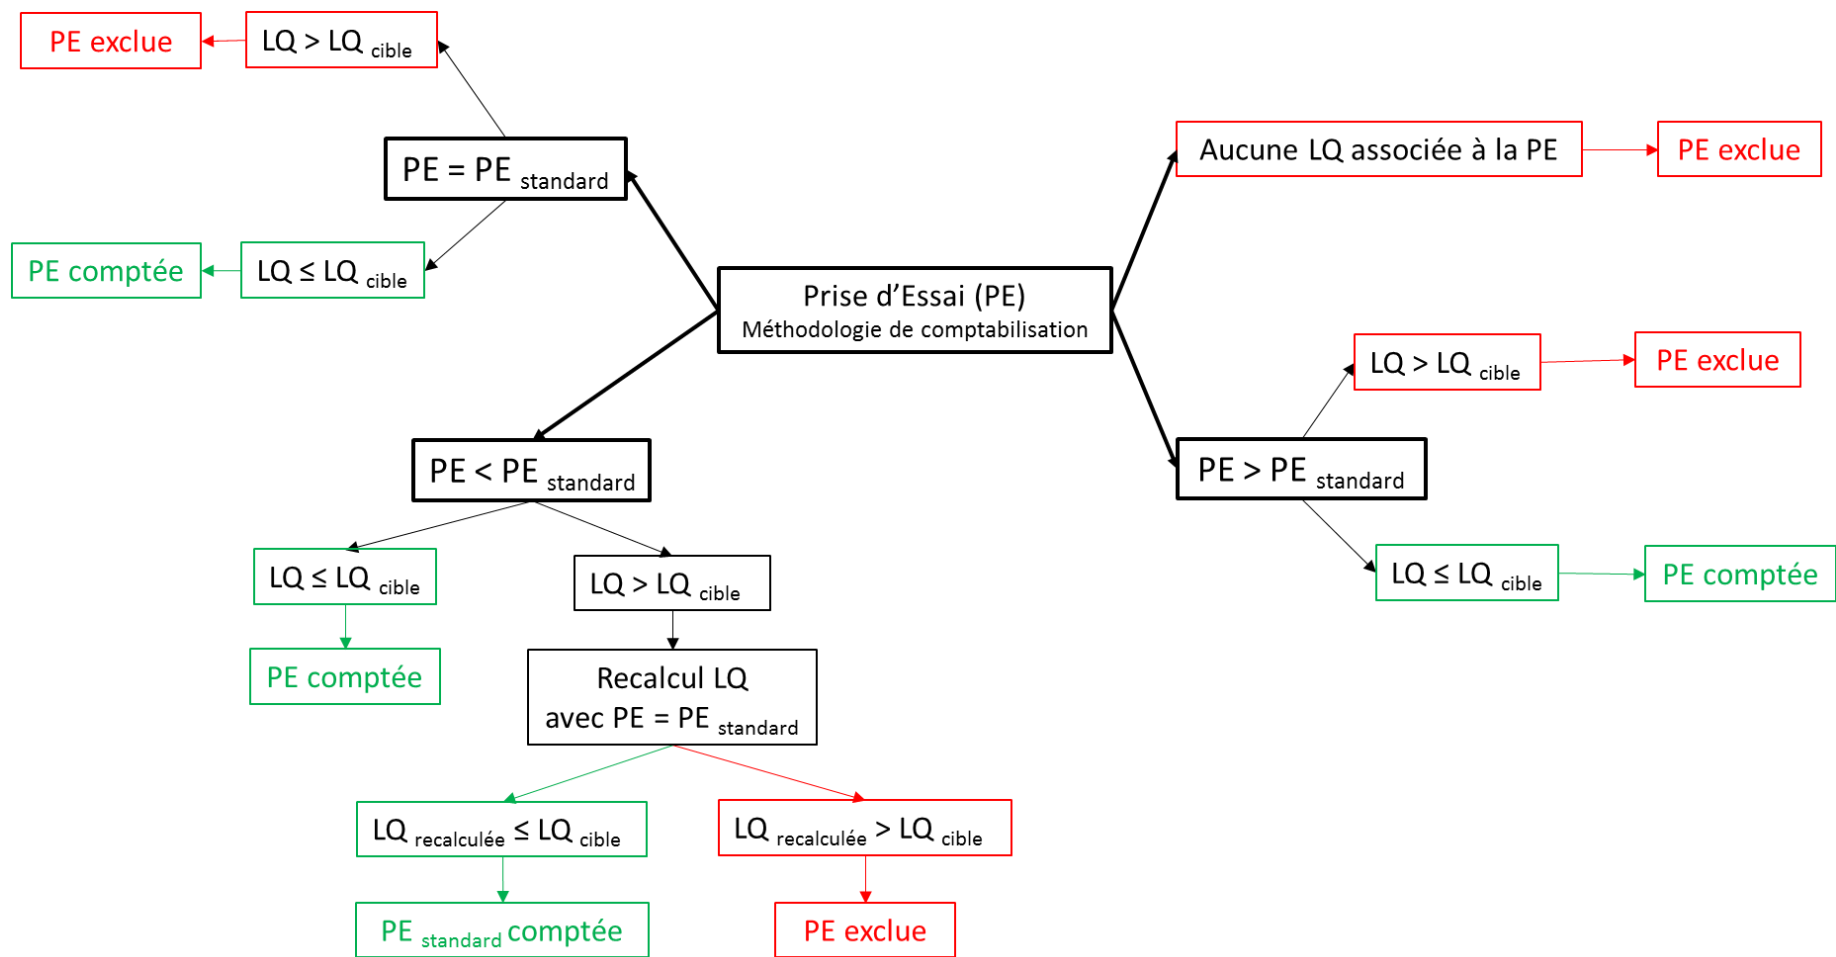 PE exclue
LQ > LQ cible
PE = PE standard
PE comptée
LQ ≤ LQ cible
Prise d’Essai (PE)
Méthodologie de comptabilisation
Aucune LQ associée à la PE
PE exclue
LQ > LQ cible
PE exclue
PE > PE standard
LQ ≤ LQ cible
PE comptée
PE < PE standard
LQ ≤ LQ cible
PE comptée
LQ > LQ cible
Recalcul LQ
avec PE = PE standard
LQ recalculée ≤ LQ cible
PE standard comptée
LQ recalculée > LQ cible
PE exclue